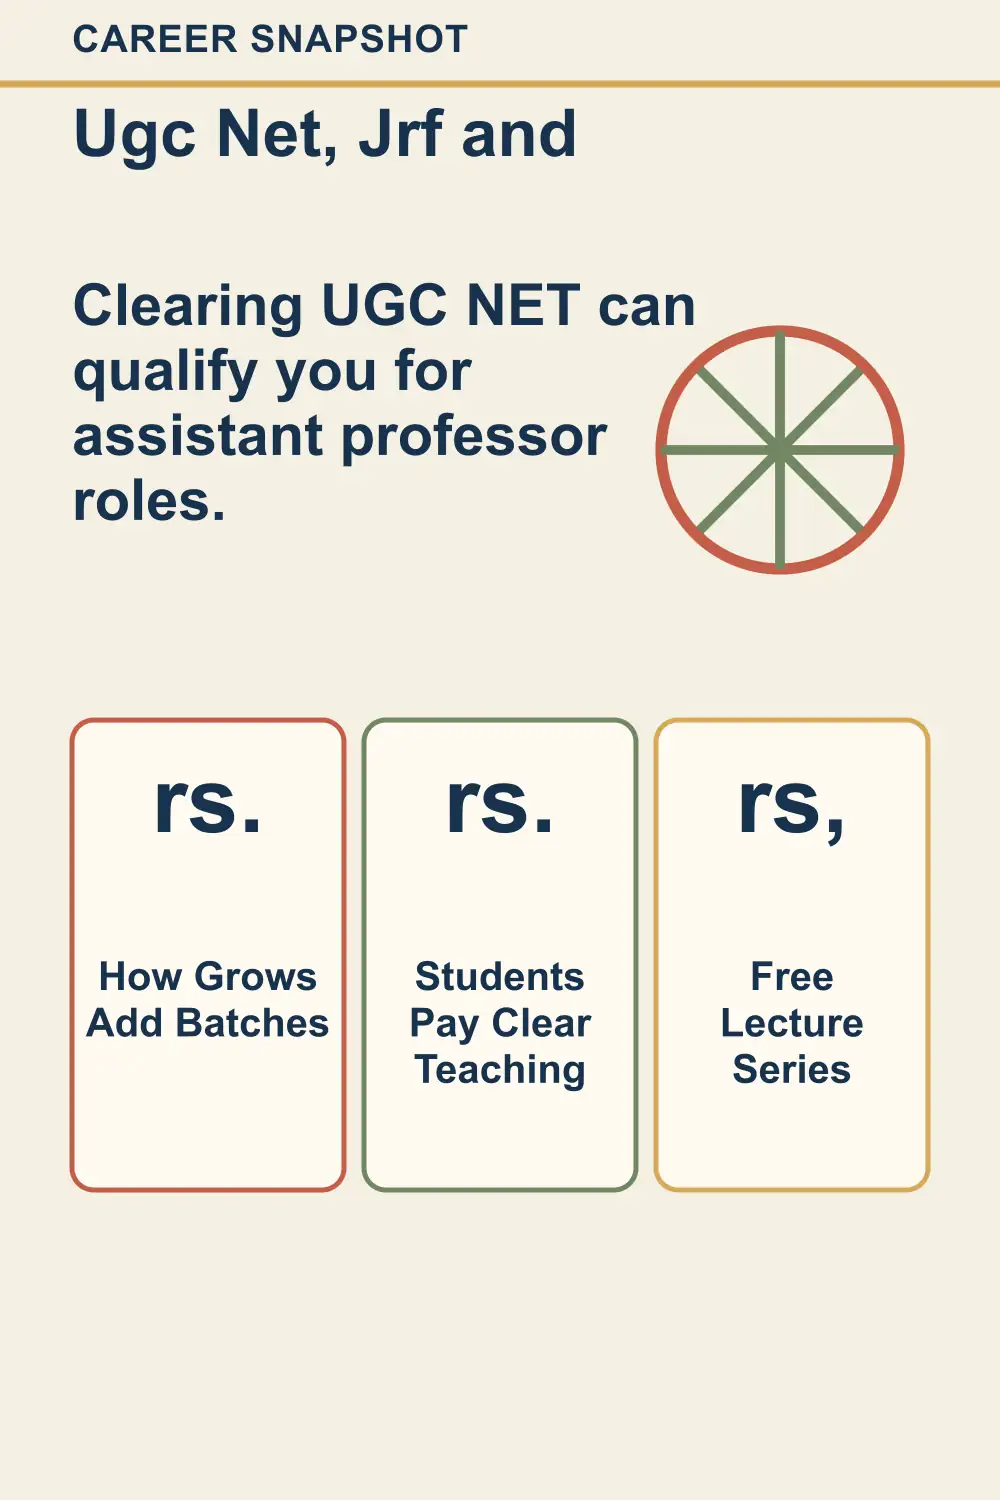 CAREER SNAPSHOT
Ugc Net, Jrf and
Clearing UGC NET can
qualify you for
assistant professor
roles.
rs.
How Grows
Add Batches
rs.
Students
Pay Clear
Teaching
rs,
Free
Lecture
Series